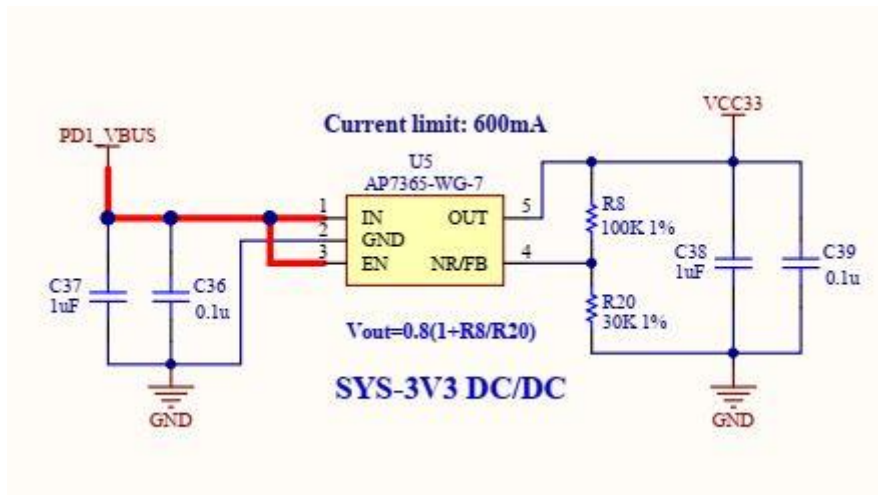 VCC33
Current limit: 600mA
PD1_VBUS
U5
AP7365-WG-7
1
IN
OUT
5
2
GND
3
EN
NR/FB
4
R8
100K 1%
C37
1uF
C36
0.1u
C38
1uF
C39
0.1u
R20
30K 1%
Vout=0.8(1+R8/R20)
SYS-3V3 DC/DC
GND
GND